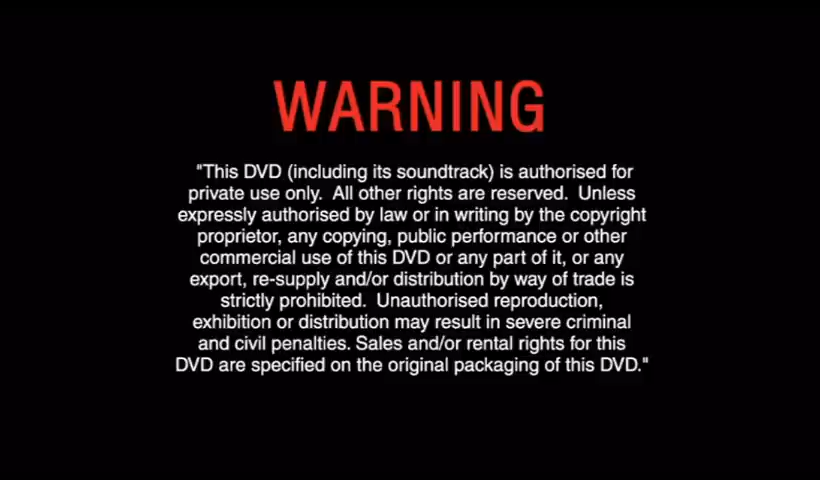 WARNING
"This DVD (including its soundtrack) is authorised for
private use only.  All other rights are reserved.  Unless
expressly authorised by law or in writing by the copyright
proprietor, any copying, public performance or other
commercial use of this DVD or any part of it, or any
export, re-supply and/or distribution by way of trade is
strictly prohibited.  Unauthorised reproduction,
exhibition or distribution may result in severe criminal
and civil penalties. Sales and/or rental rights for this
DVD are specified on the original packaging of this DVD."